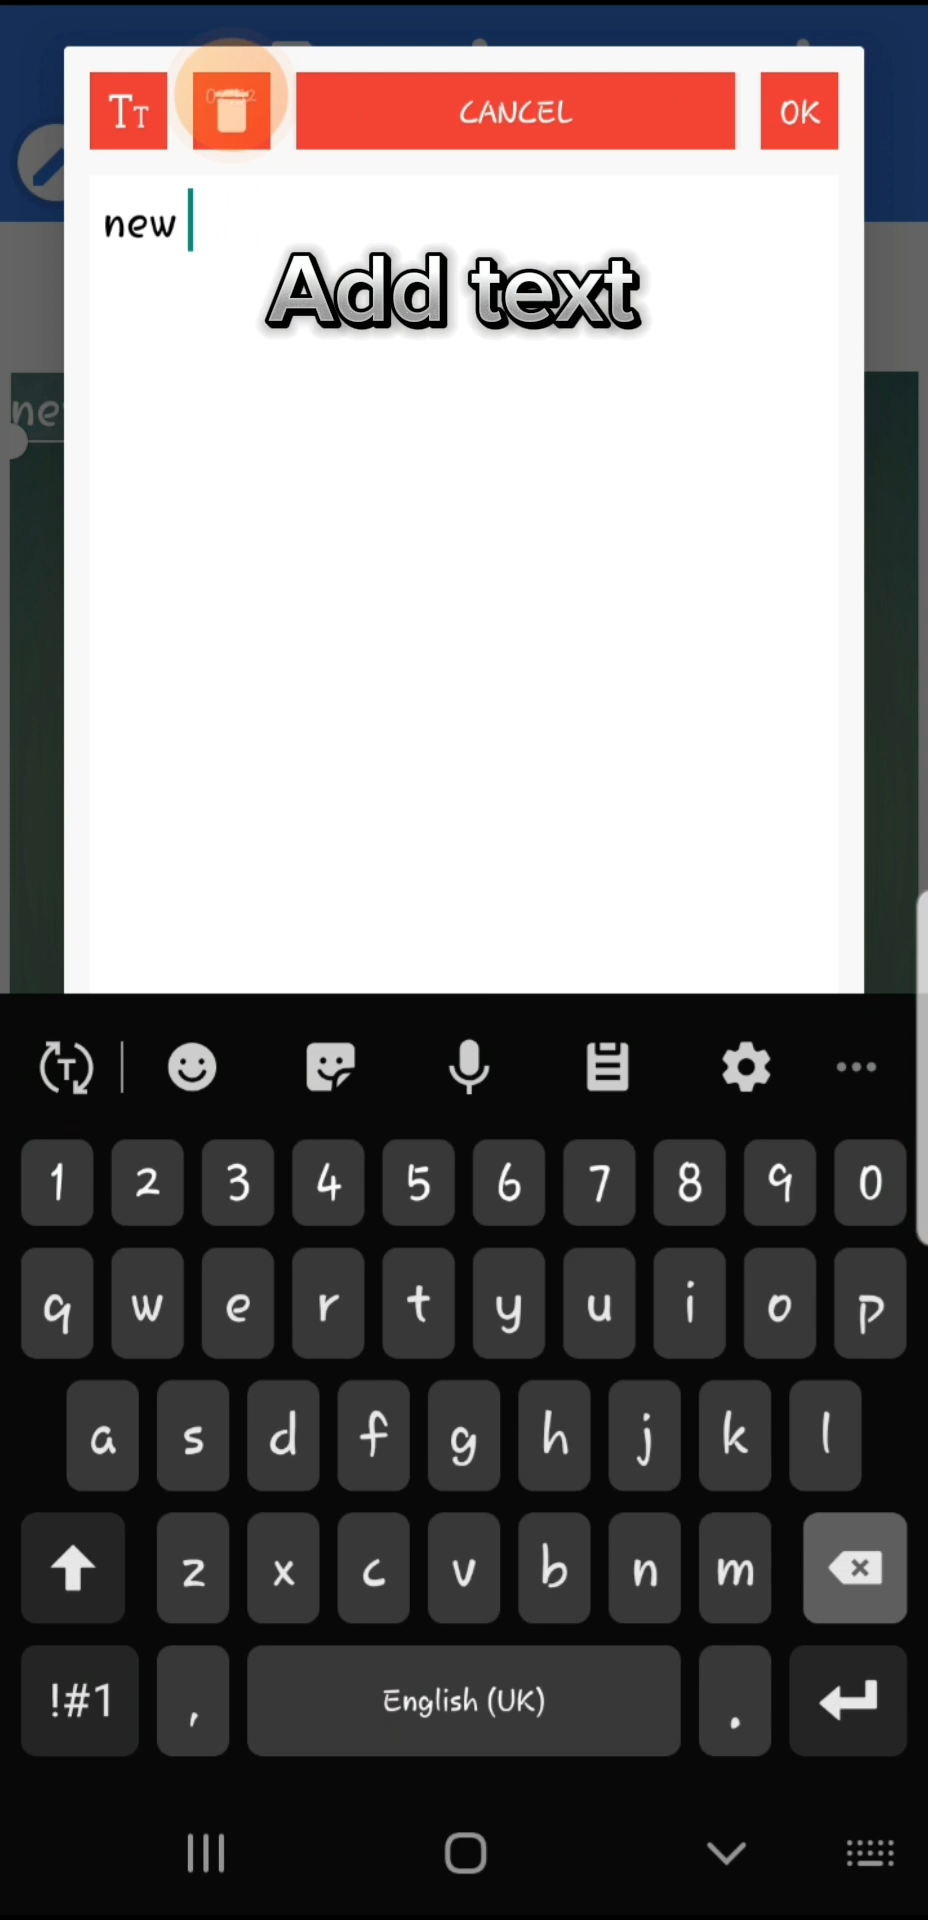 TT
CANCEL
OK
new
Add text
ne
T
1 2 3 4 5 6 7 8 9 0
q w e r t y u i o p
a s d f g h j k l
z x c v b n m
!#1 , English (UK) .